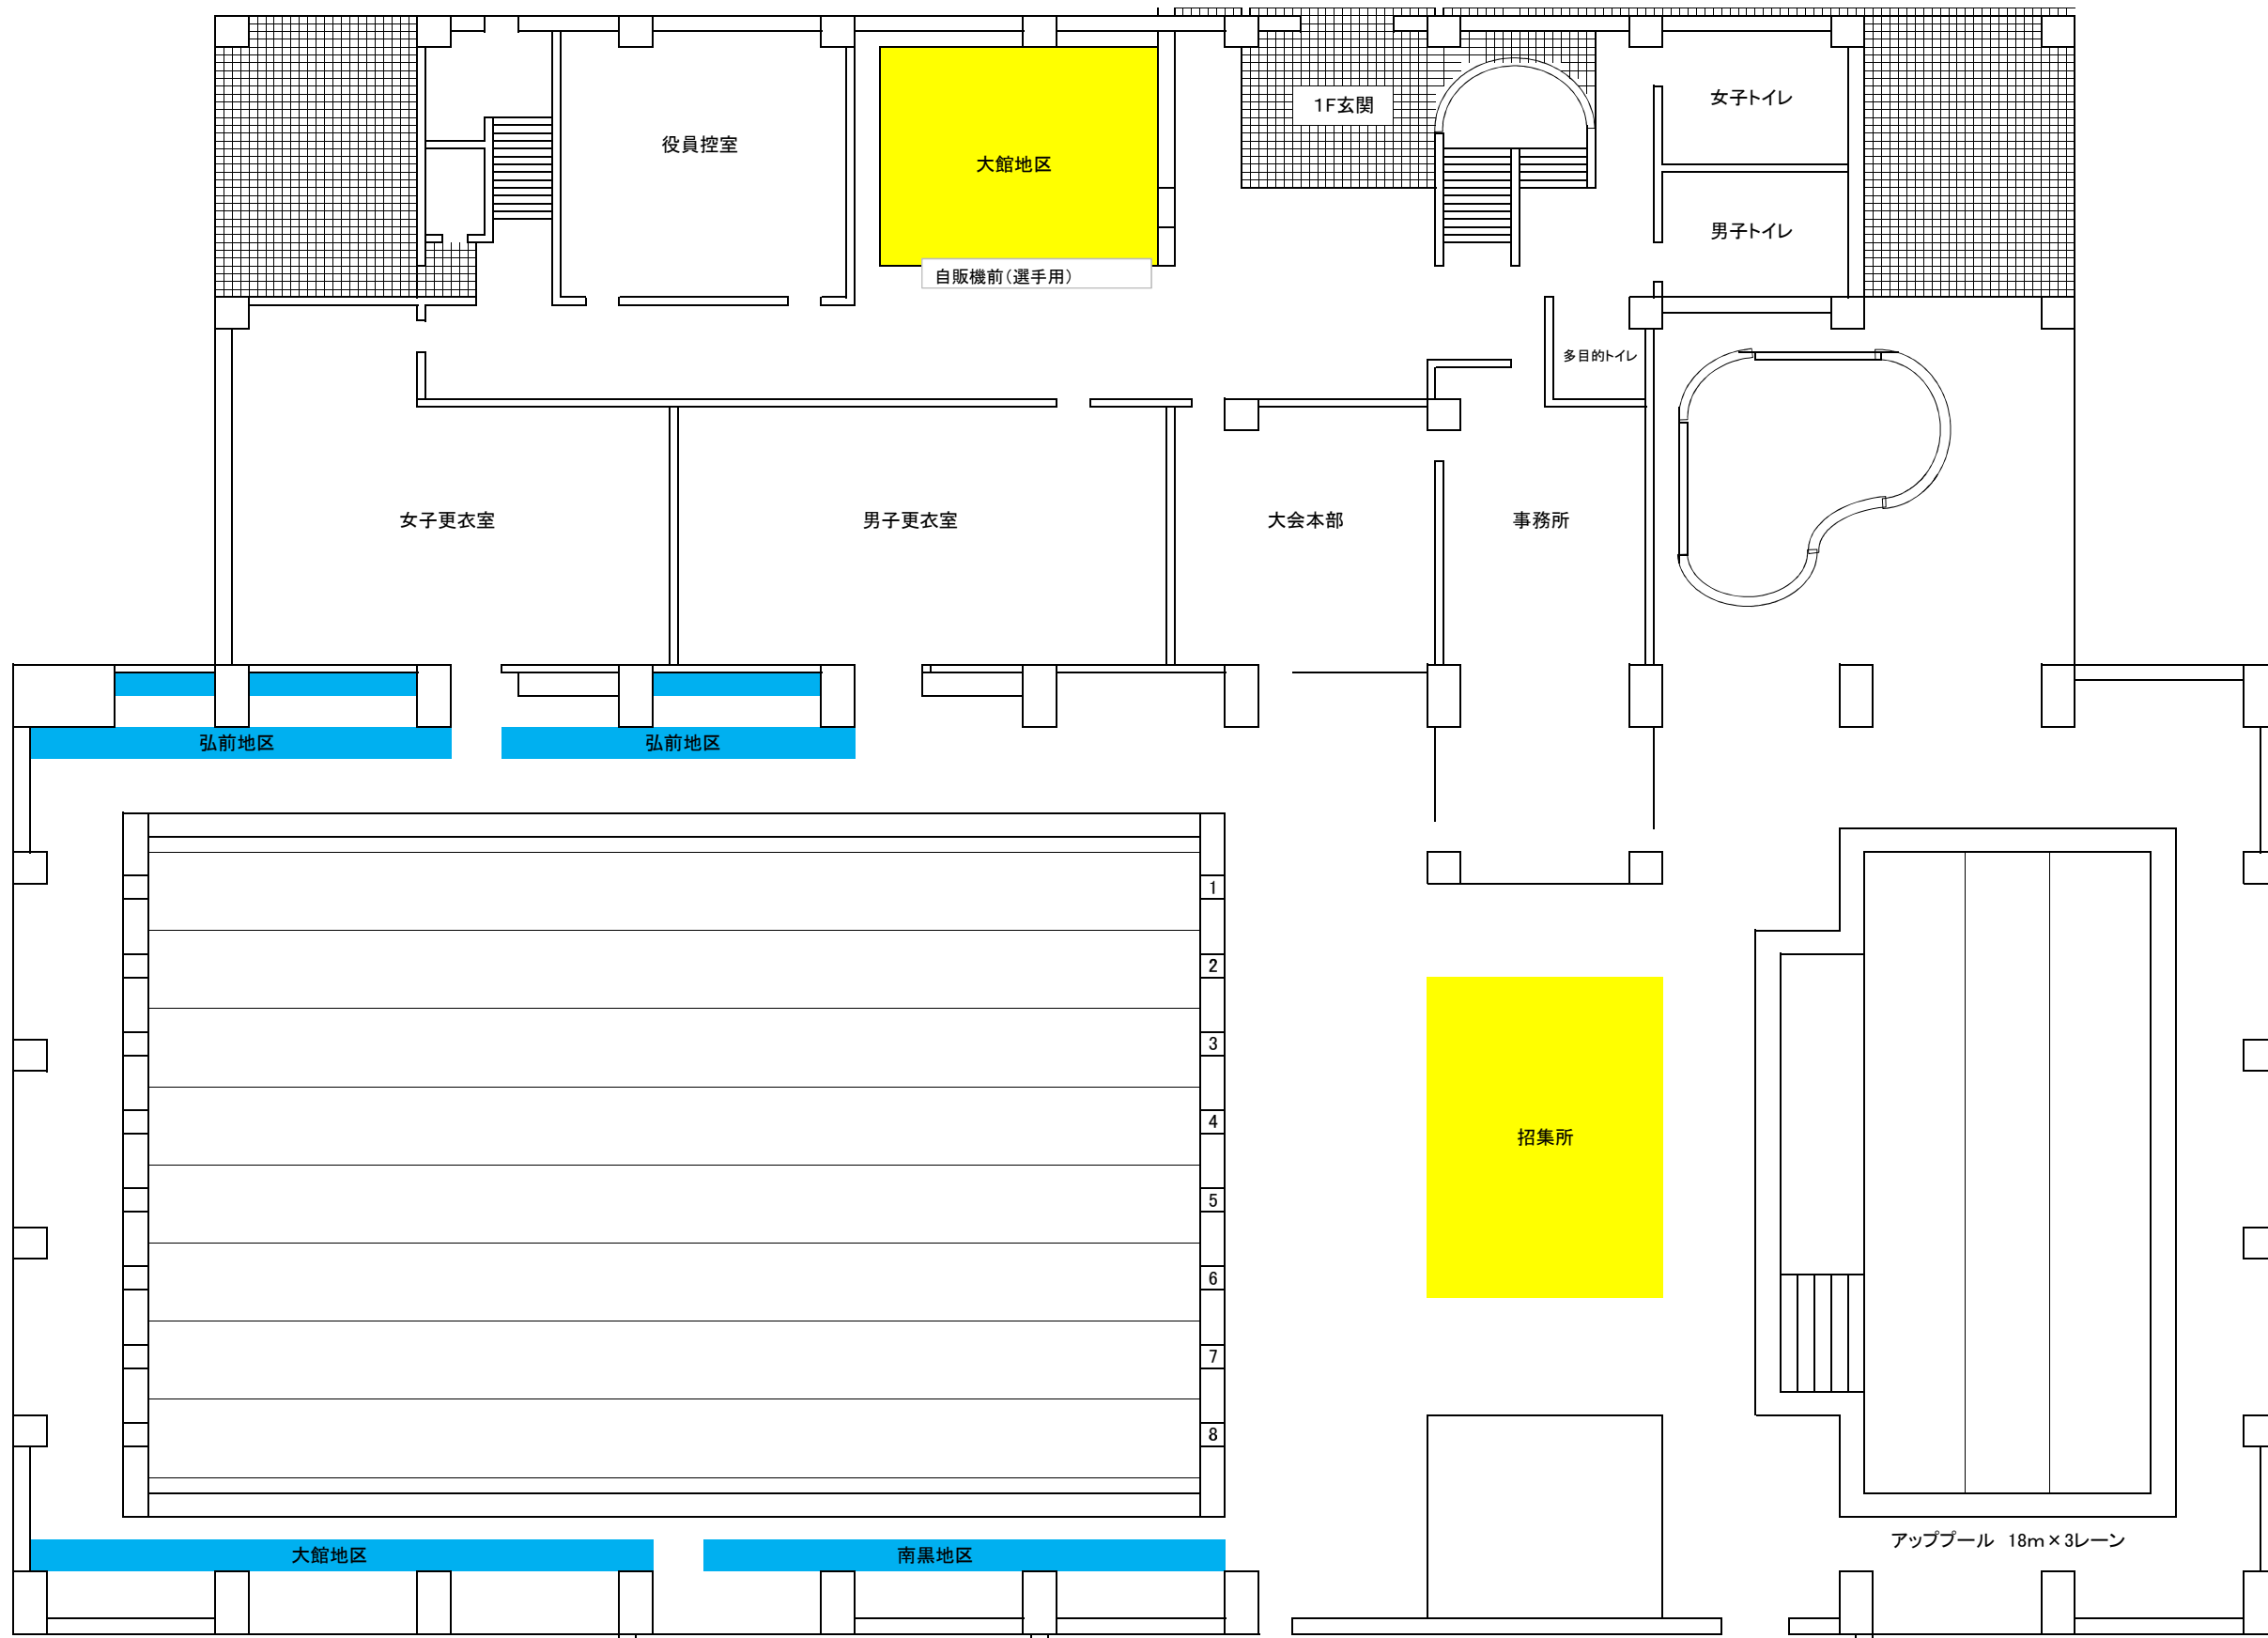 1F玄関
女子トイレ
役員控室
大館地区
男子トイレ
自販機前(選手用)
多目的トイレ
女子更衣室
男子更衣室
大会本部
事務所
弘前地区
弘前地区
1
2
3
4
招集所
5
6
7
8
アッププール 18m×3レーン
大館地区
南黒地区